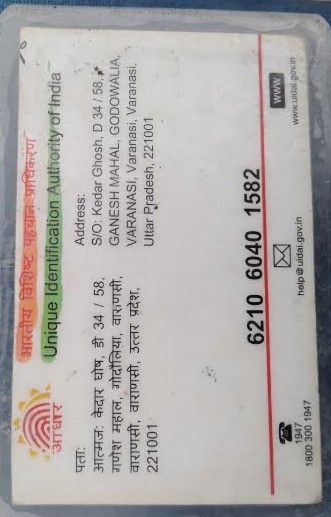 भारतीय विशिष्ट पहचान प्राधिकरण
Unique Identification Authority of India
आधार
पता:
आत्मज: केदार घोष, डी 34 / 58,
गणेश महाल, गोदौलिया, वाराणसी,
वाराणसी, वाराणसी, उत्तर प्रदेश,
221001
Address:
S/O: Kedar Ghosh, D 34 / 58,
GANESH MAHAL, GODOWALIA,
VARANASI, Varanasi, Varanasi,
Uttar Pradesh, 221001
6210 6040 1582
1947
1800 300 1947
help@uidai.gov.in
www
www.uidai.gov.in